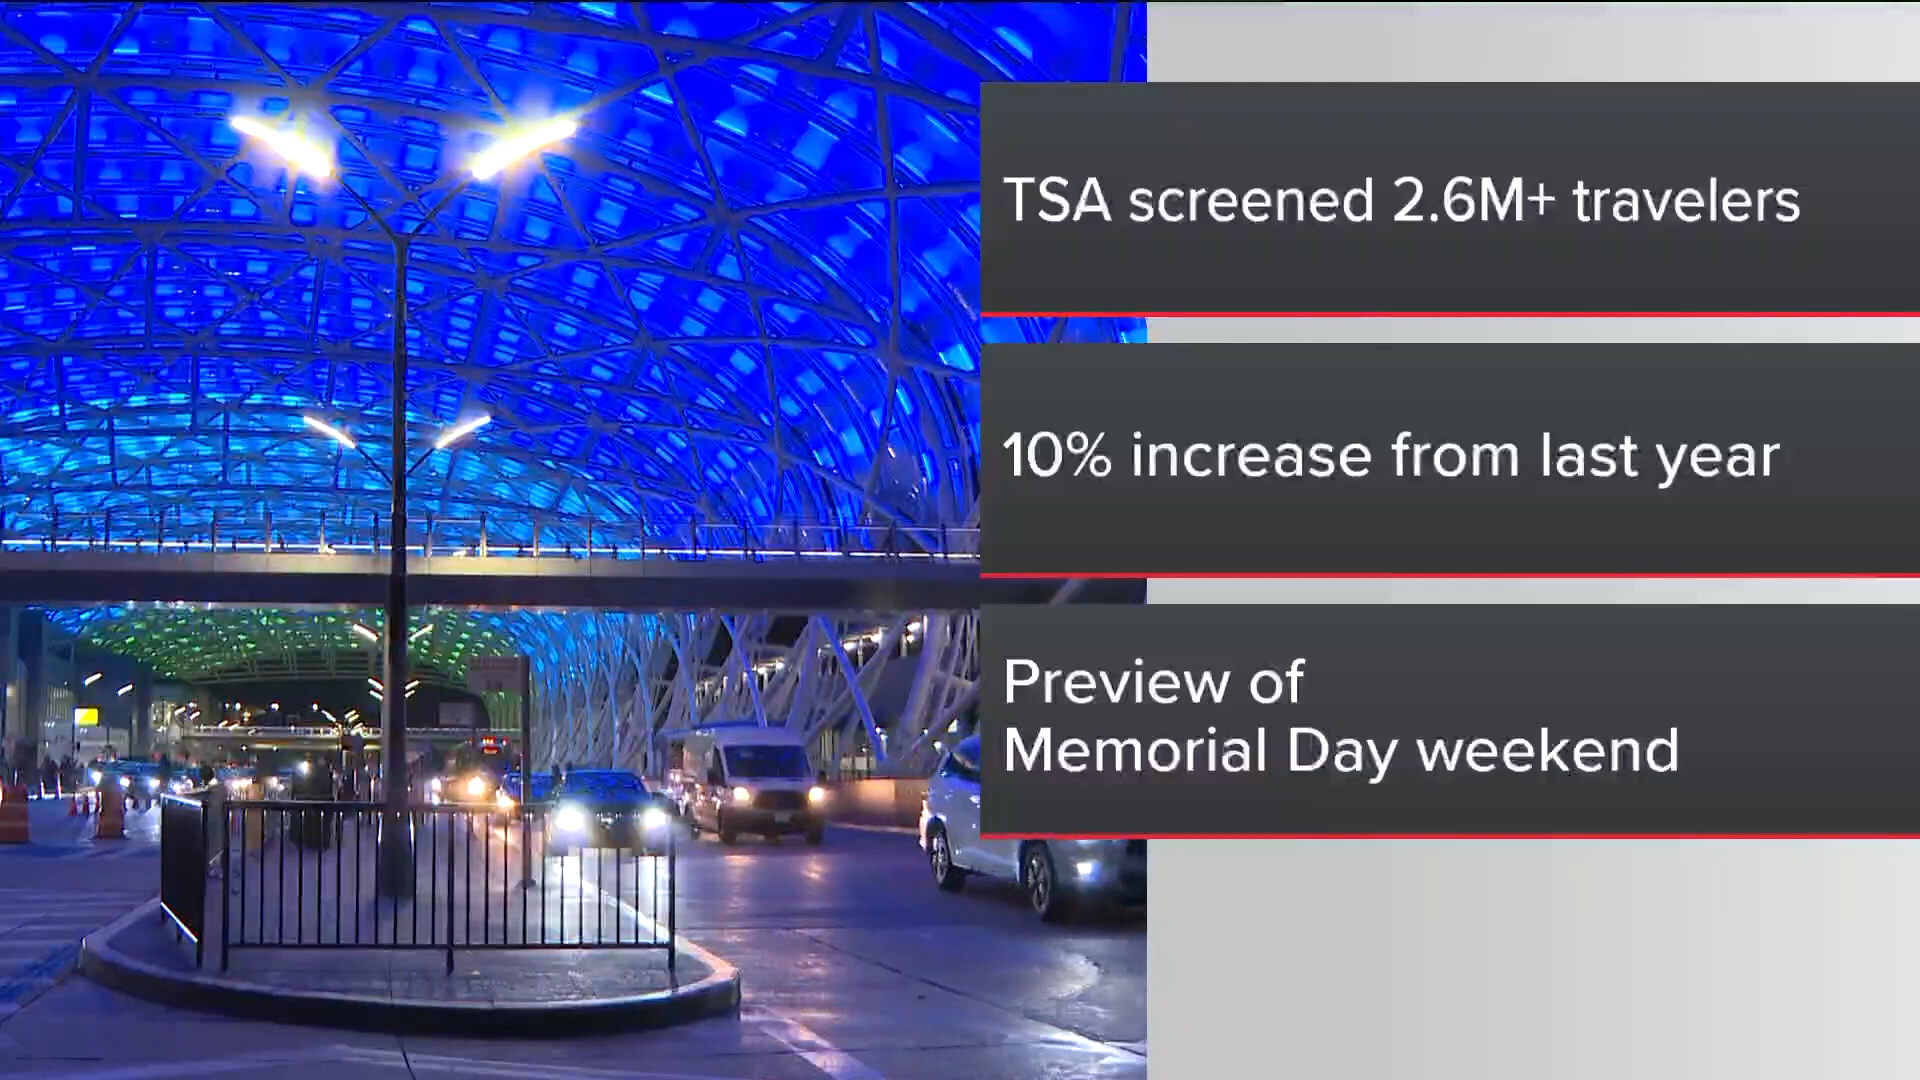 TSA screened 2.6M+ travelers
10% increase from last year
Preview of
Memorial Day weekend